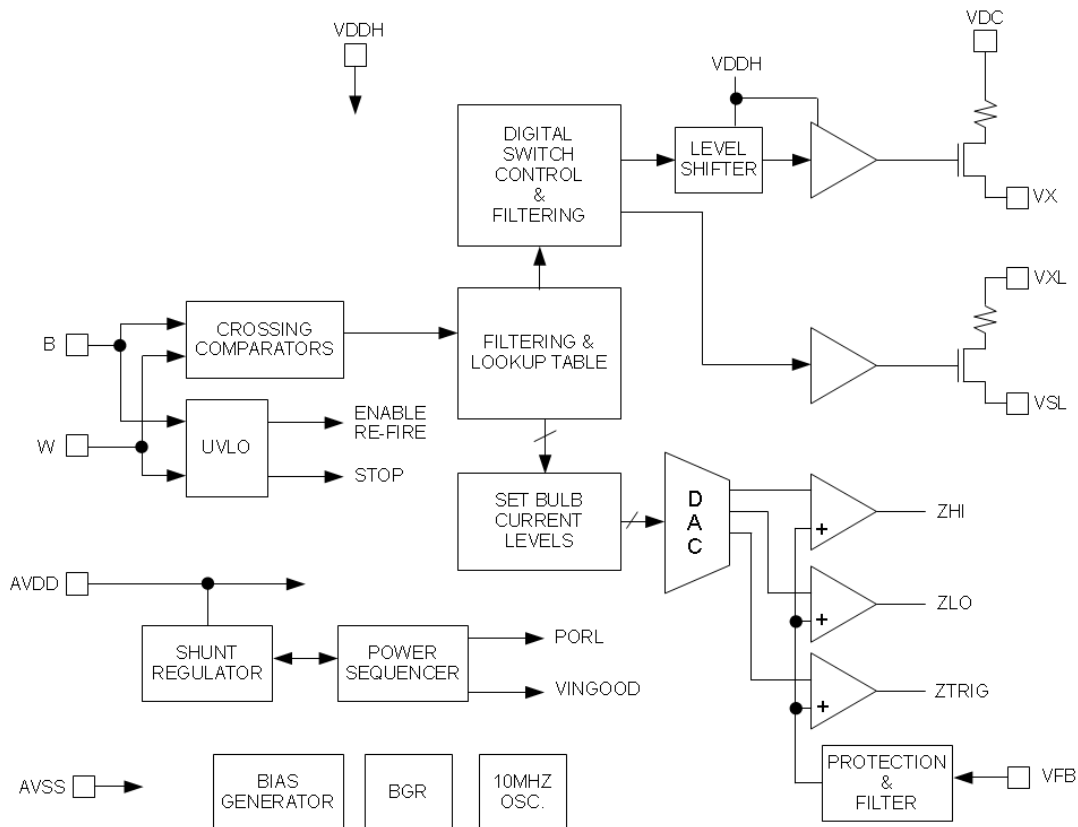 VDDH
VDC
VDDH
DIGITAL
SWITCH
CONTROL
&
FILTERING
LEVEL
SHIFTER
VX
VXL
B
CROSSING
COMPARATORS
FILTERING &
LOOKUP TABLE
VSL
W
UVLO
ENABLE
RE-FIRE
STOP
SET BULB
CURRENT
LEVELS
D
A
C
+
ZHI
+
ZLO
+
ZTRIG
AVDD
SHUNT
REGULATOR
POWER
SEQUENCER
PORL
VINGOOD
AVSS
BIAS
GENERATOR
BGR
10MHZ
OSC.
PROTECTION
&
FILTER
VFB